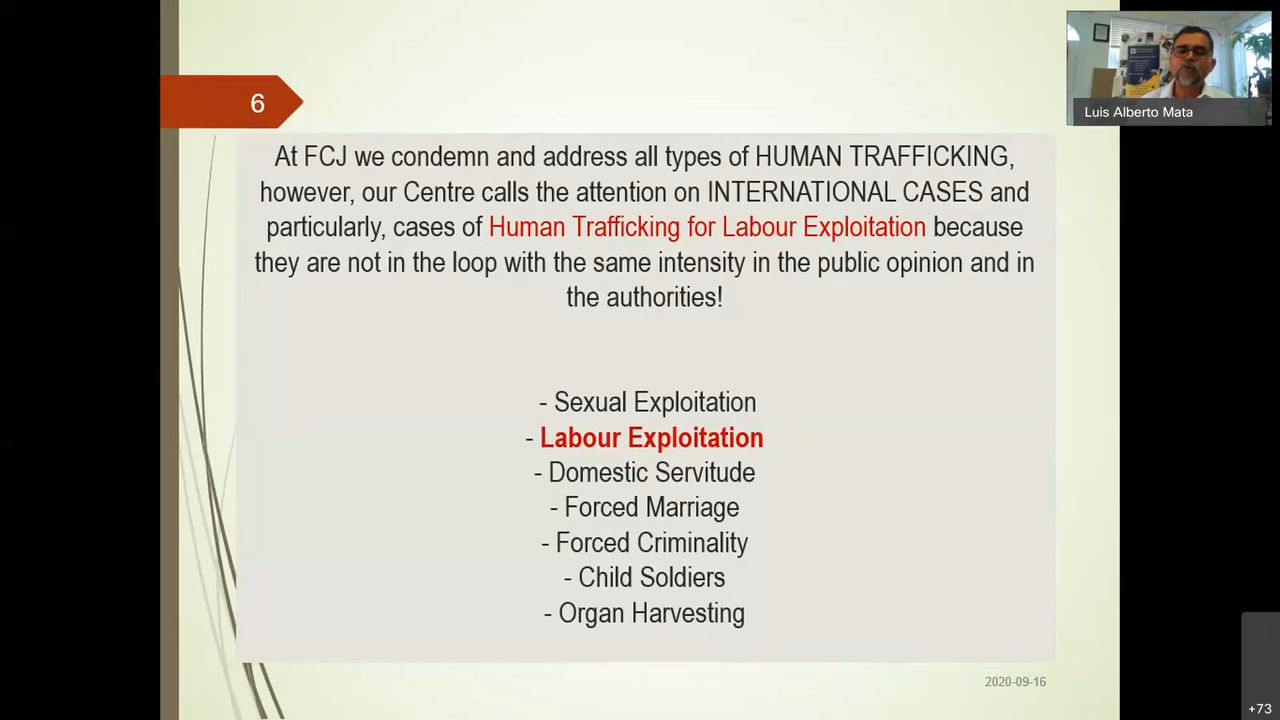 6
Luis Alberto Mata
At FCJ we condemn and address all types of HUMAN TRAFFICKING,
however, our Centre calls the attention on INTERNATIONAL CASES and
particularly, cases of Human Trafficking for Labour Exploitation because
they are not in the loop with the same intensity in the public opinion and in
the authorities!
- Sexual Exploitation
- Labour Exploitation
- Domestic Servitude
- Forced Marriage
- Forced Criminality
- Child Soldiers
- Organ Harvesting
2020-09-16
+73